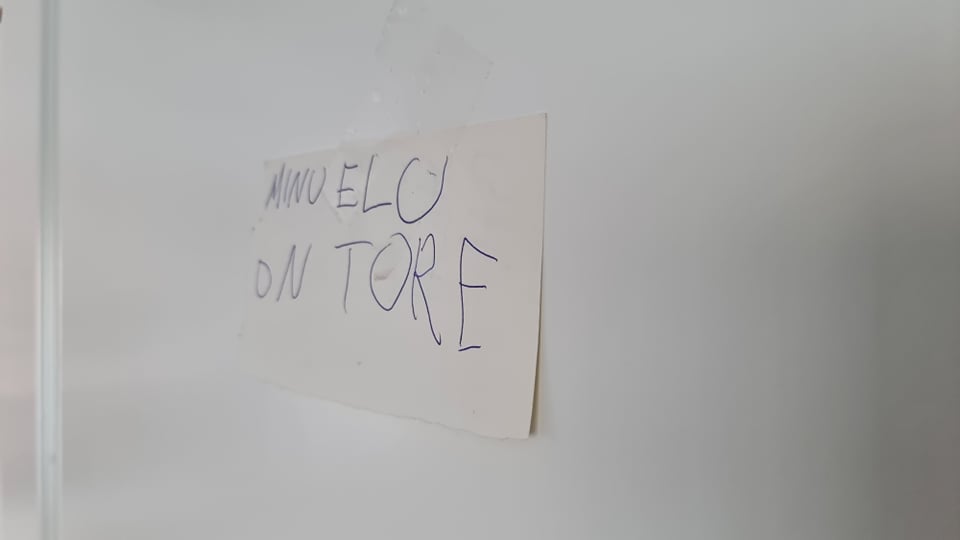 MINU ELU
ON TORE